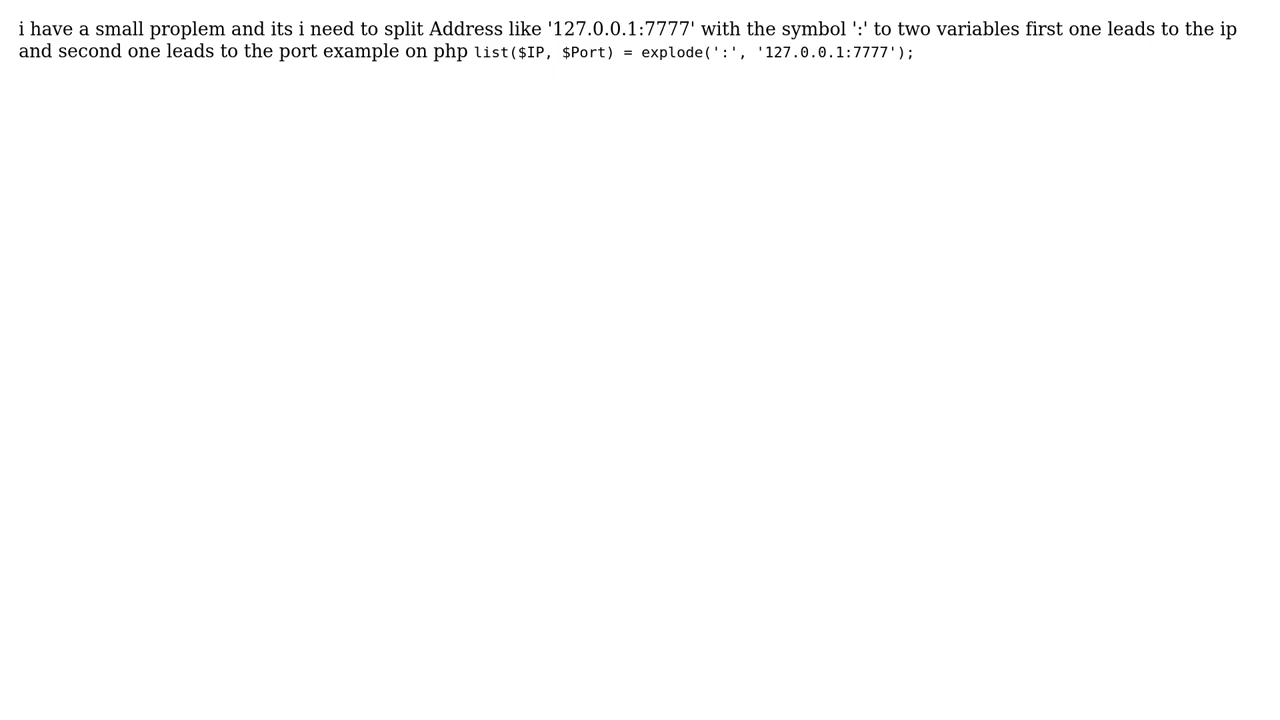 i have a small proplem and its i need to split Address like '127.0.0.1:7777' with the symbol ':' to two variables first one leads to the ip
and second one leads to the port example on php list($IP, $Port) = explode(':', '127.0.0.1:7777');